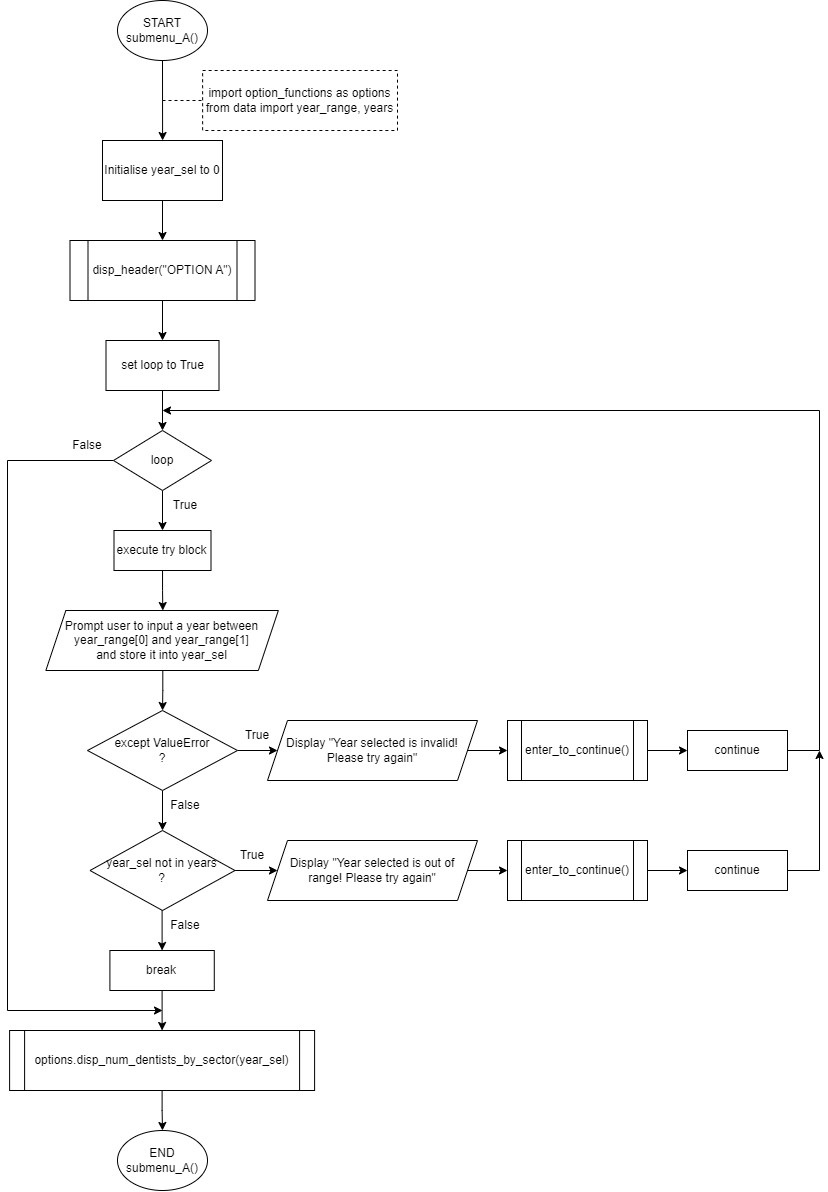 START
submenu_A()
import option_functions as options
from data import year_range, years
Initialise year_sel to 0
disp_header("OPTION A")
set loop to True
False
loop
True
execute try block
Prompt user to input a year between
year_range[0] and year_range[1]
and store it into year_sel
except ValueError
?
True
Display "Year selected is invalid!
Please try again"
enter_to_continue()
continue
False
year_sel not in years
?
True
Display "Year selected is out of
range! Please try again"
enter_to_continue()
continue
False
break
options.disp_num_dentists_by_sector(year_sel)
END
submenu_A()